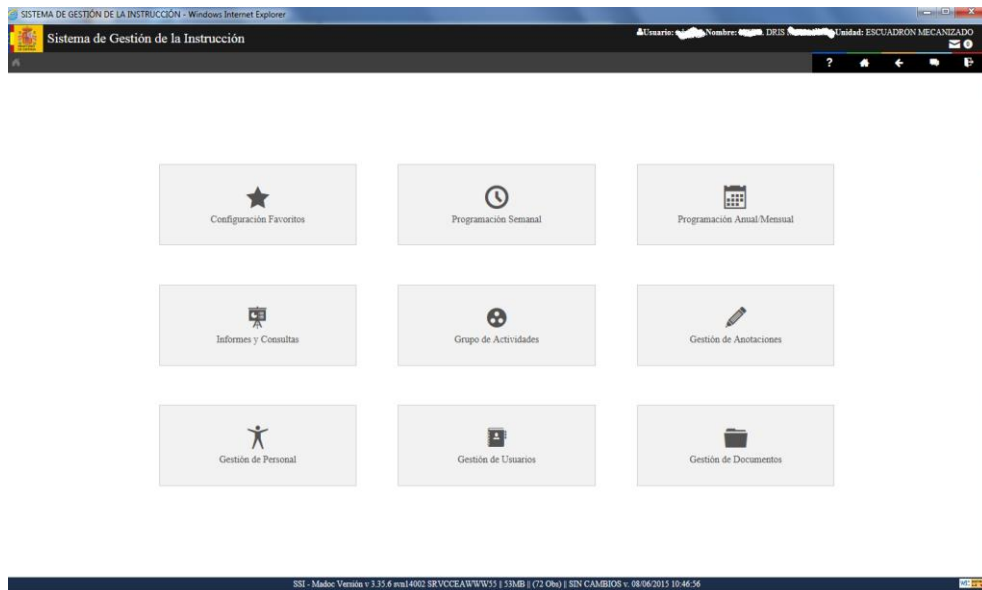 SISTEMA DE GESTIÓN DE LA INSTRUCCIÓN - Windows Internet Explorer
Sistema de Gestión de la Instrucción
Usuario: Nombre: , DRIS Unidad: ESCUADRON MECANIZADO
0
?
Configuración Favoritos
Programación Semanal
Programación Anual/Mensual
Informes y Consultas
Grupo de Actividades
Gestión de Anotaciones
Gestión de Personal
Gestión de Usuarios
Gestión de Documentos
SSI - Madoc Versión v 3.35.6 svn14002 SRVCCEAWWW55 || 53MB || (72 Obs) || SIN CAMBIOS v. 08/06/2015 10:46:56